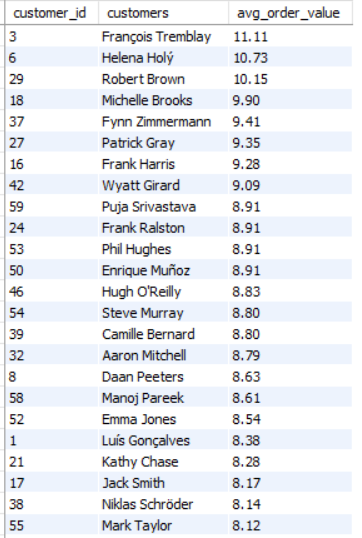 customer_id customers avg_order_value
3 François Tremblay 11.11
6 Helena Holý 10.73
29 Robert Brown 10.15
18 Michelle Brooks 9.90
37 Fynn Zimmermann 9.41
27 Patrick Gray 9.35
16 Frank Harris 9.28
42 Wyatt Girard 9.09
59 Puja Srivastava 8.91
24 Frank Ralston 8.91
53 Phil Hughes 8.91
50 Enrique Muñoz 8.91
46 Hugh O'Reilly 8.83
54 Steve Murray 8.80
39 Camille Bernard 8.80
32 Aaron Mitchell 8.79
8 Daan Peeters 8.63
58 Manoj Pareek 8.61
52 Emma Jones 8.54
1 Luís Gonçalves 8.38
21 Kathy Chase 8.28
17 Jack Smith 8.17
38 Niklas Schröder 8.14
55 Mark Taylor 8.12